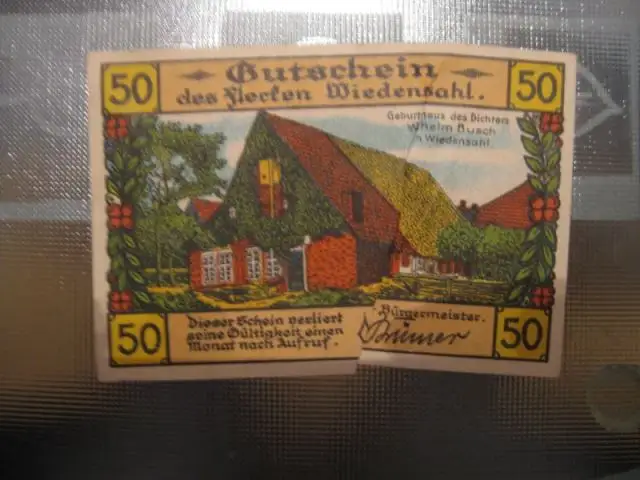 50
Gutschein
des Flecken Wiedensahl.
50
Geburthaus des Dichters
Wilhelm Busch
in Wiedensahl.
50
Dieser Schein verliert
seine Gültigkeit einen
Monat nach Aufruf.
Bürgermeister.
50